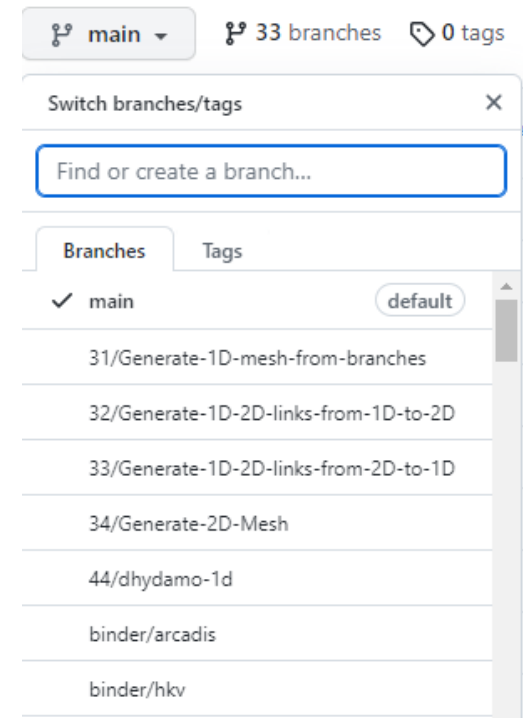 main 33 branches 0 tags
Switch branches/tags
Find or create a branch...
Branches Tags
main default
31/Generate-1D-mesh-from-branches
32/Generate-1D-2D-links-from-1D-to-2D
33/Generate-1D-2D-links-from-2D-to-1D
34/Generate-2D-Mesh
44/dhydamo-1d
binder/arcadis
binder/hkv